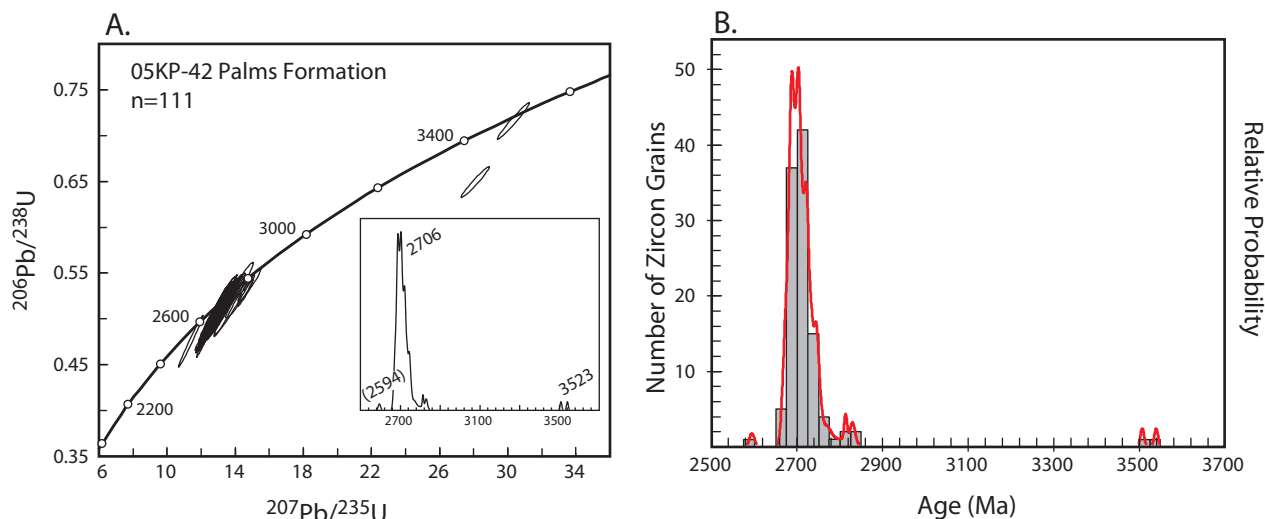 A.
05KP-42 Palms Formation
n=111
206Pb/238U
0.75
0.65
0.55
0.45
0.35
3400
3000
2600
2200
2706
(2594)
3523
2700 3100 3500
6 10 14 18 22 26 30 34
207Pb/235U
B.
Number of Zircon Grains
50
40
30
20
10
Relative Probability
2500 2700 2900 3100 3300 3500 3700
Age (Ma)